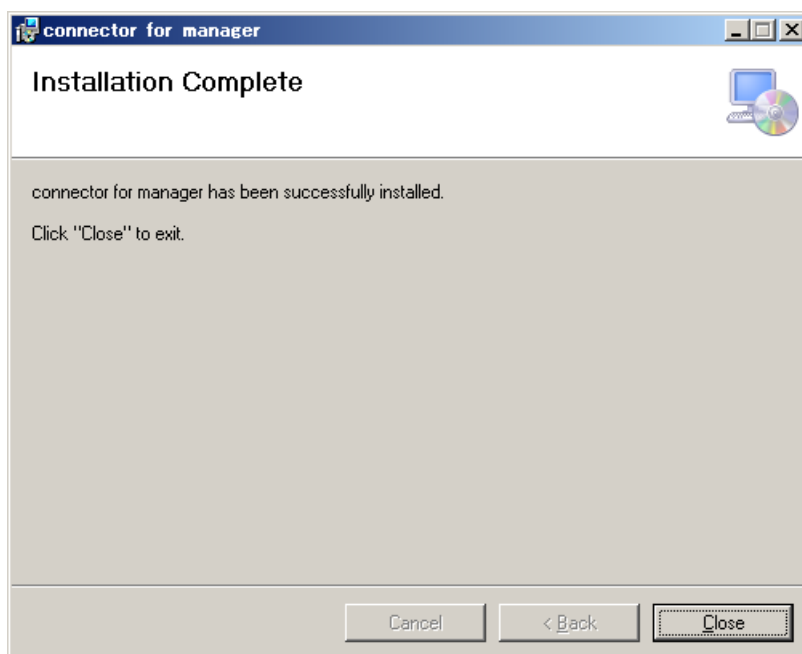 connector for manager
Installation Complete
connector for manager has been successfully installed.
Click "Close" to exit.
Cancel
< Back
Close